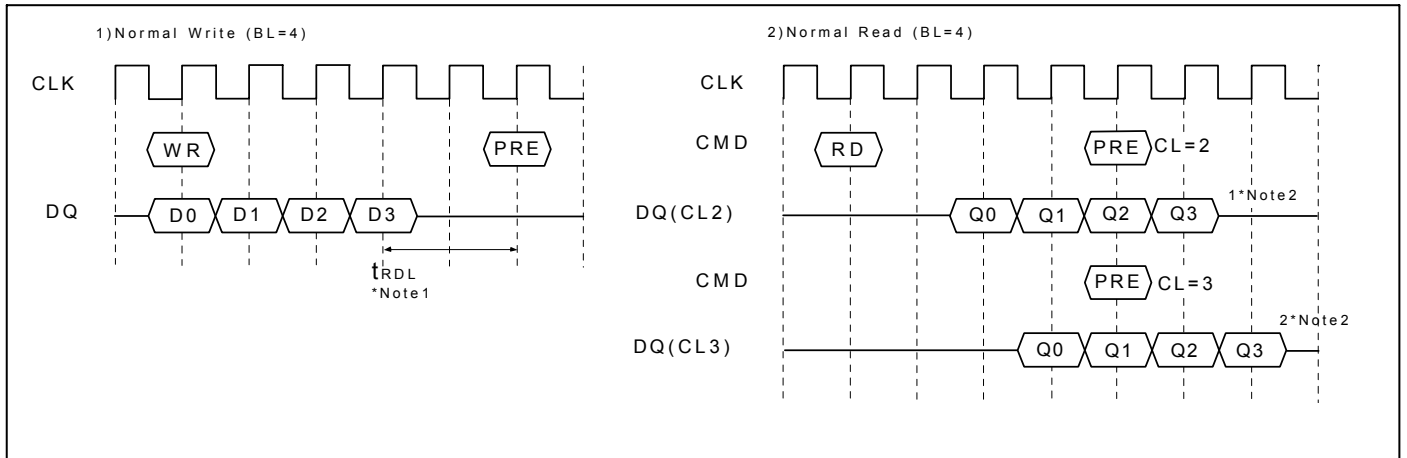 1)Normal Write (BL=4)
CLK
WR PRE
DQ D0 D1 D2 D3
tRDL
*Note1
2)Normal Read (BL=4)
CLK
CMD RD PRE CL=2
DQ(CL2) Q0 Q1 Q2 Q3 1*Note2
CMD PRE CL=3
2*Note2
DQ(CL3) Q0 Q1 Q2 Q3